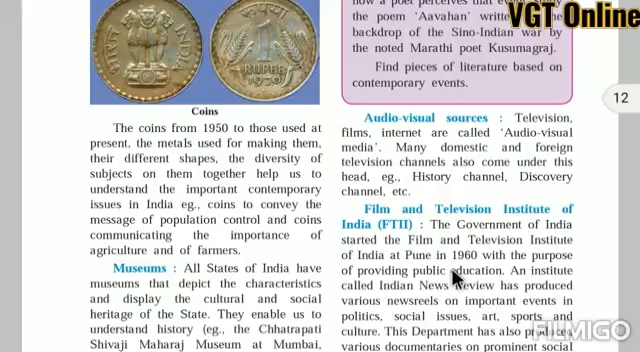 भारत
INDIA
रुपया
1
RUPEE
1970
Coins
The coins from 1950 to those used at
present, the metals used for making them,
their different shapes, the diversity of
subjects on them together help us to
understand the important contemporary
issues in India eg., coins to convey the
message of population control and coins
communicating the importance of
agriculture and of farmers.
Museums : All States of India have
museums that depict the characteristics
and display the cultural and social
heritage of the State. They enable us to
understand history (eg., the Chhatrapati
Shivaji Maharaj Museum at Mumbai,
how a poet perceives that
the poem 'Aavahan' written
backdrop of the Sino-Indian war by
the noted Marathi poet Kusumagraj.
Find pieces of literature based on
contemporary events.
Audio-visual sources : Television,
films, internet are called 'Audio-visual
media'. Many domestic and foreign
television channels also come under this
head, eg., History channel, Discovery
channel, etc.
Film and Television Institute of
India (FTII) : The Government of India
started the Film and Television Institute
of India at Pune in 1960 with the purpose
of providing public education. An institute
called Indian News Review has produced
various newsreels on important events in
politics, social issues, art, sports and
culture. This Department has also produced
various documentaries on prominent social
VGT Online
12
FILMIGO